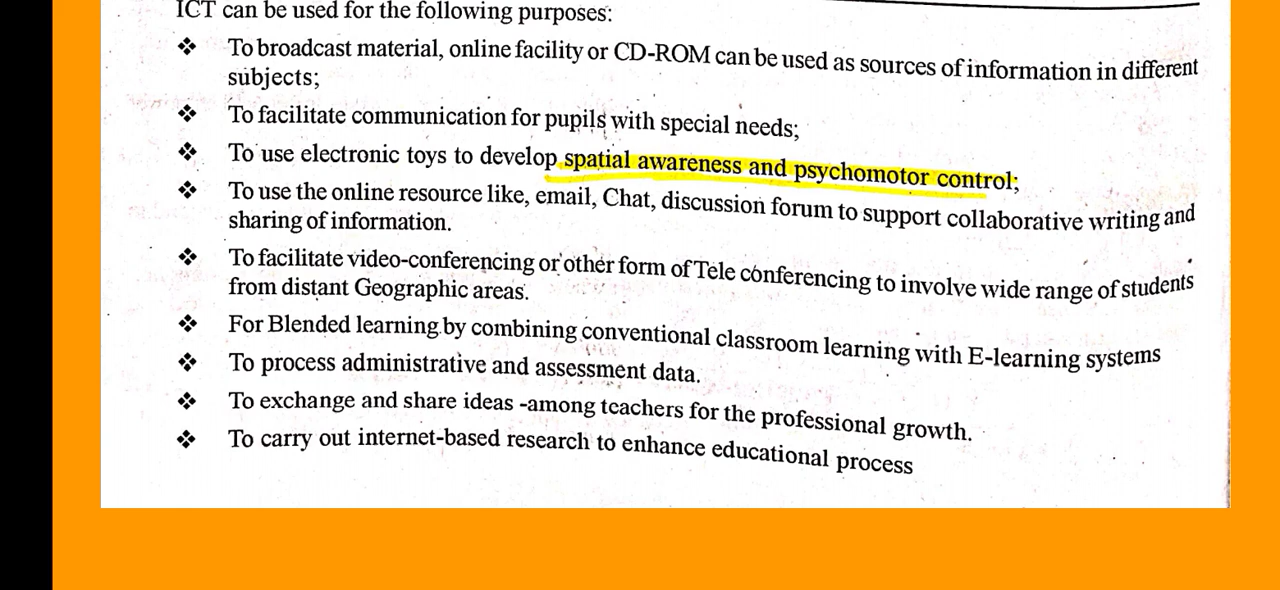 ICT can be used for the following purposes:
❖ To broadcast material, online facility or CD-ROM can be used as sources of information in different
subjects;
❖ To facilitate communication for pupils with special needs;
❖ To use electronic toys to develop spatial awareness and psychomotor control;
❖ To use the online resource like, email, Chat, discussion forum to support collaborative writing and
sharing of information.
❖ To facilitate video-conferencing or other form of Tele conferencing to involve wide range of students
from distant Geographic areas.
❖ For Blended learning by combining conventional classroom learning with E-learning systems
❖ To process administrative and assessment data.
❖ To exchange and share ideas -among teachers for the professional growth.
❖ To carry out internet-based research to enhance educational process